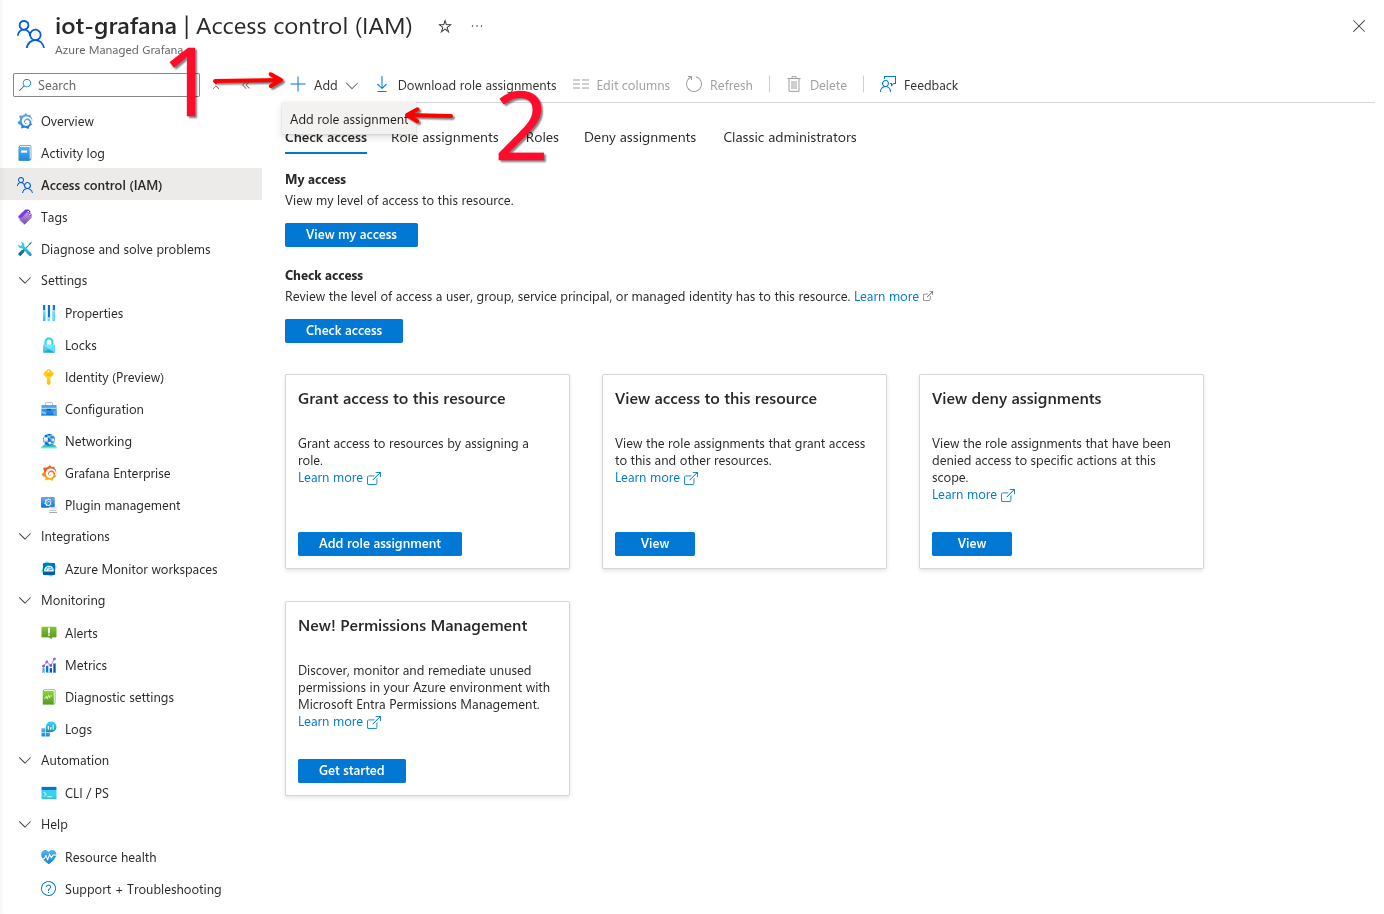 iot-grafana | Access control (IAM)
Azure Managed Grafana
1
Search
Add
Download role assignments
Edit columns
Refresh
Delete
Feedback
Add role assignment
2
Check access
Role assignments
Roles
Deny assignments
Classic administrators
Overview
Activity log
Access control (IAM)
Tags
Diagnose and solve problems
Settings
Properties
Locks
Identity (Preview)
Configuration
Networking
Grafana Enterprise
Plugin management
Integrations
Azure Monitor workspaces
Monitoring
Alerts
Metrics
Diagnostic settings
Logs
Automation
CLI / PS
Help
Resource health
Support + Troubleshooting
My access
View my level of access to this resource.
View my access
Check access
Review the level of access a user, group, service principal, or managed identity has to this resource. Learn more
Check access
Grant access to this resource
Grant access to resources by assigning a
role.
Learn more
Add role assignment
View access to this resource
View the role assignments that grant access
to this and other resources.
Learn more
View
View deny assignments
View the role assignments that have been
denied access to specific actions at this
scope.
Learn more
View
New! Permissions Management
Discover, monitor and remediate unused
permissions in your Azure environment with
Microsoft Entra Permissions Management.
Learn more
Get started